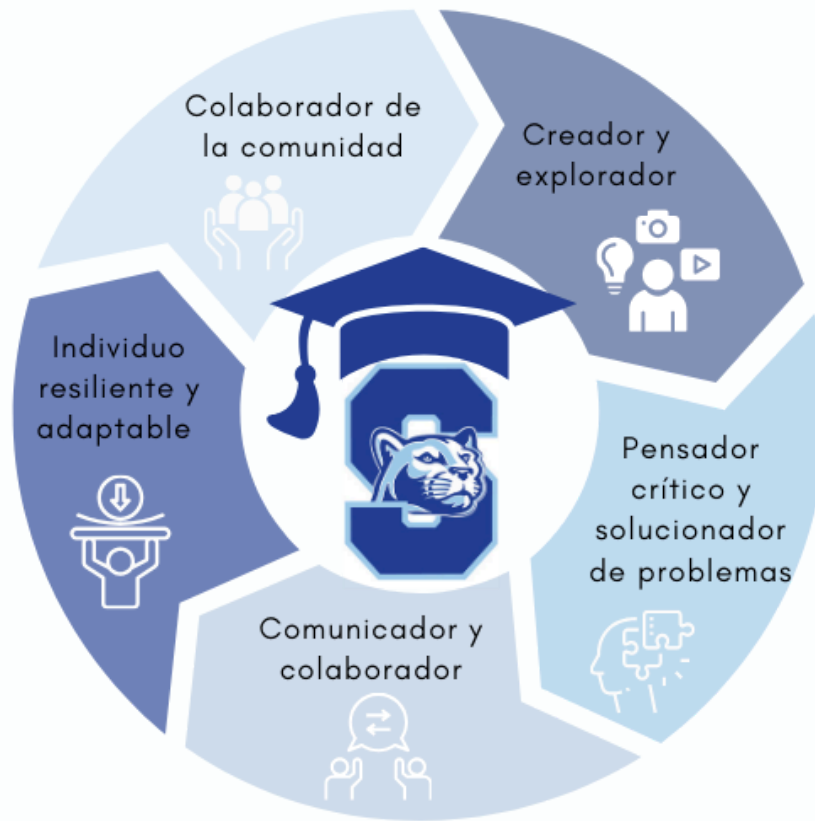 Colaborador de
la comunidad
Creador y
explorador
Pensador
crítico y
solucionador
de problemas
Comunicador y
colaborador
Individuo
resiliente y
adaptable
S